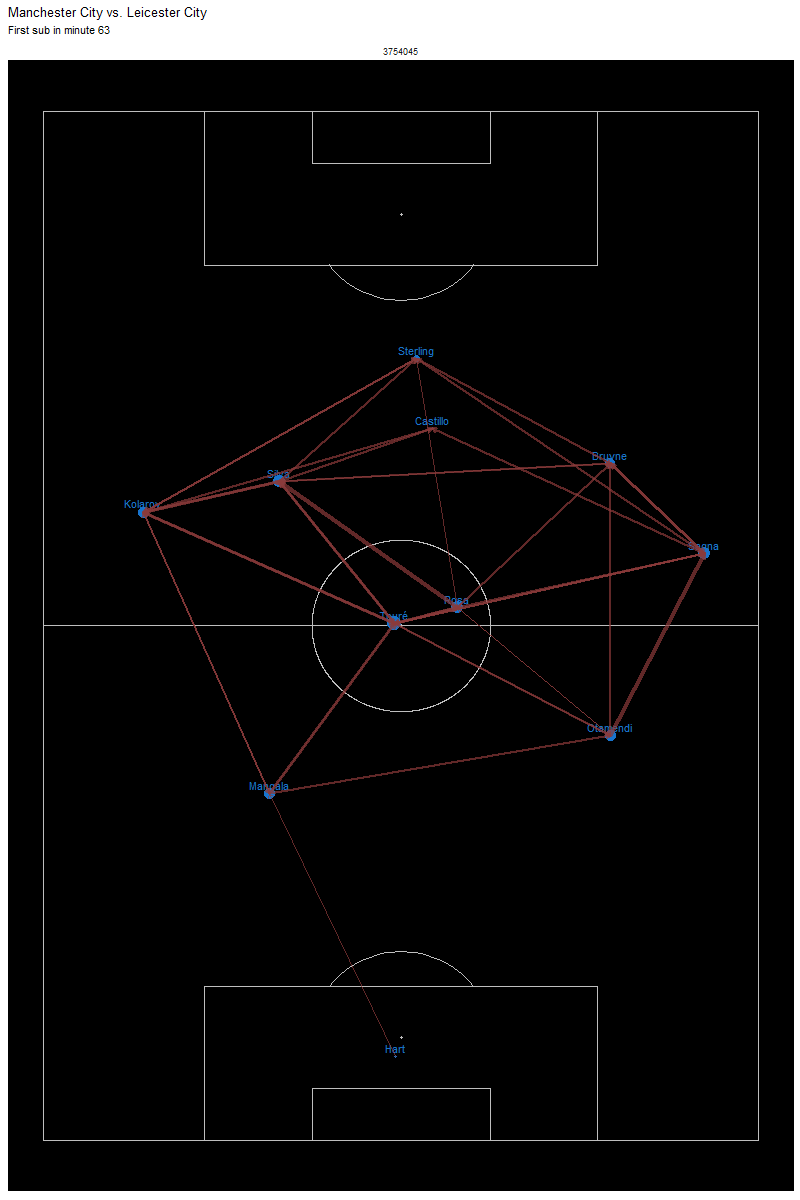 Manchester City vs. Leicester City
First sub in minute 63
3754045
Sterling
Castillo
Bruyne
Silva
Kolarov
Sagna
Rosa
Touré
Otamendi
Mangala
Hart